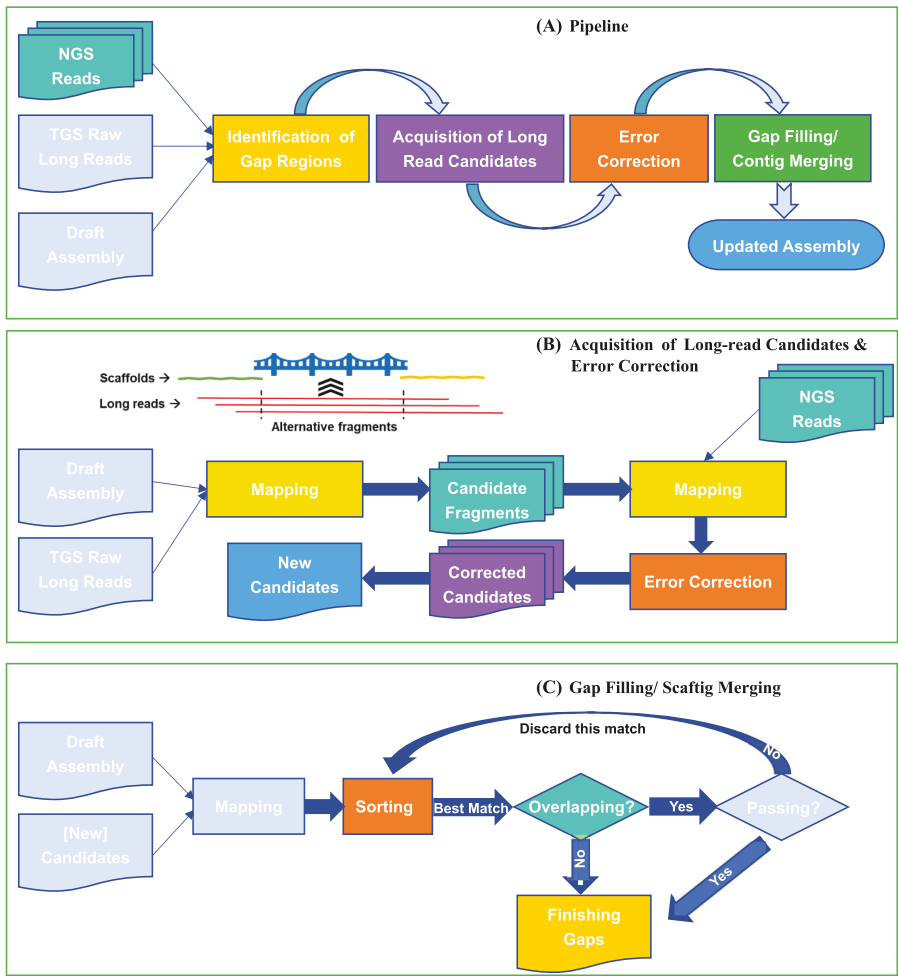 (A) Pipeline
NGS
Reads
TGS Raw
Long Reads
Draft
Assembly
Identification of
Gap Regions
Acquisition of Long
Read Candidates
Error
Correction
Gap Filling/
Contig Merging
Updated Assembly
(B) Acquisition of Long-read Candidates &
Error Correction
Scaffolds →
Long reads →
Alternative fragments
NGS
Reads
Draft
Assembly
TGS Raw
Long Reads
Mapping
Candidate
Fragments
Mapping
New
Candidates
Corrected
Candidates
Error Correction
(C) Gap Filling/ Scaftig Merging
Discard this match
No
Draft
Assembly
[New]
Candidates
Mapping
Sorting
Best Match
Overlapping?
Yes
Passing?
No
Yes
Finishing
Gaps